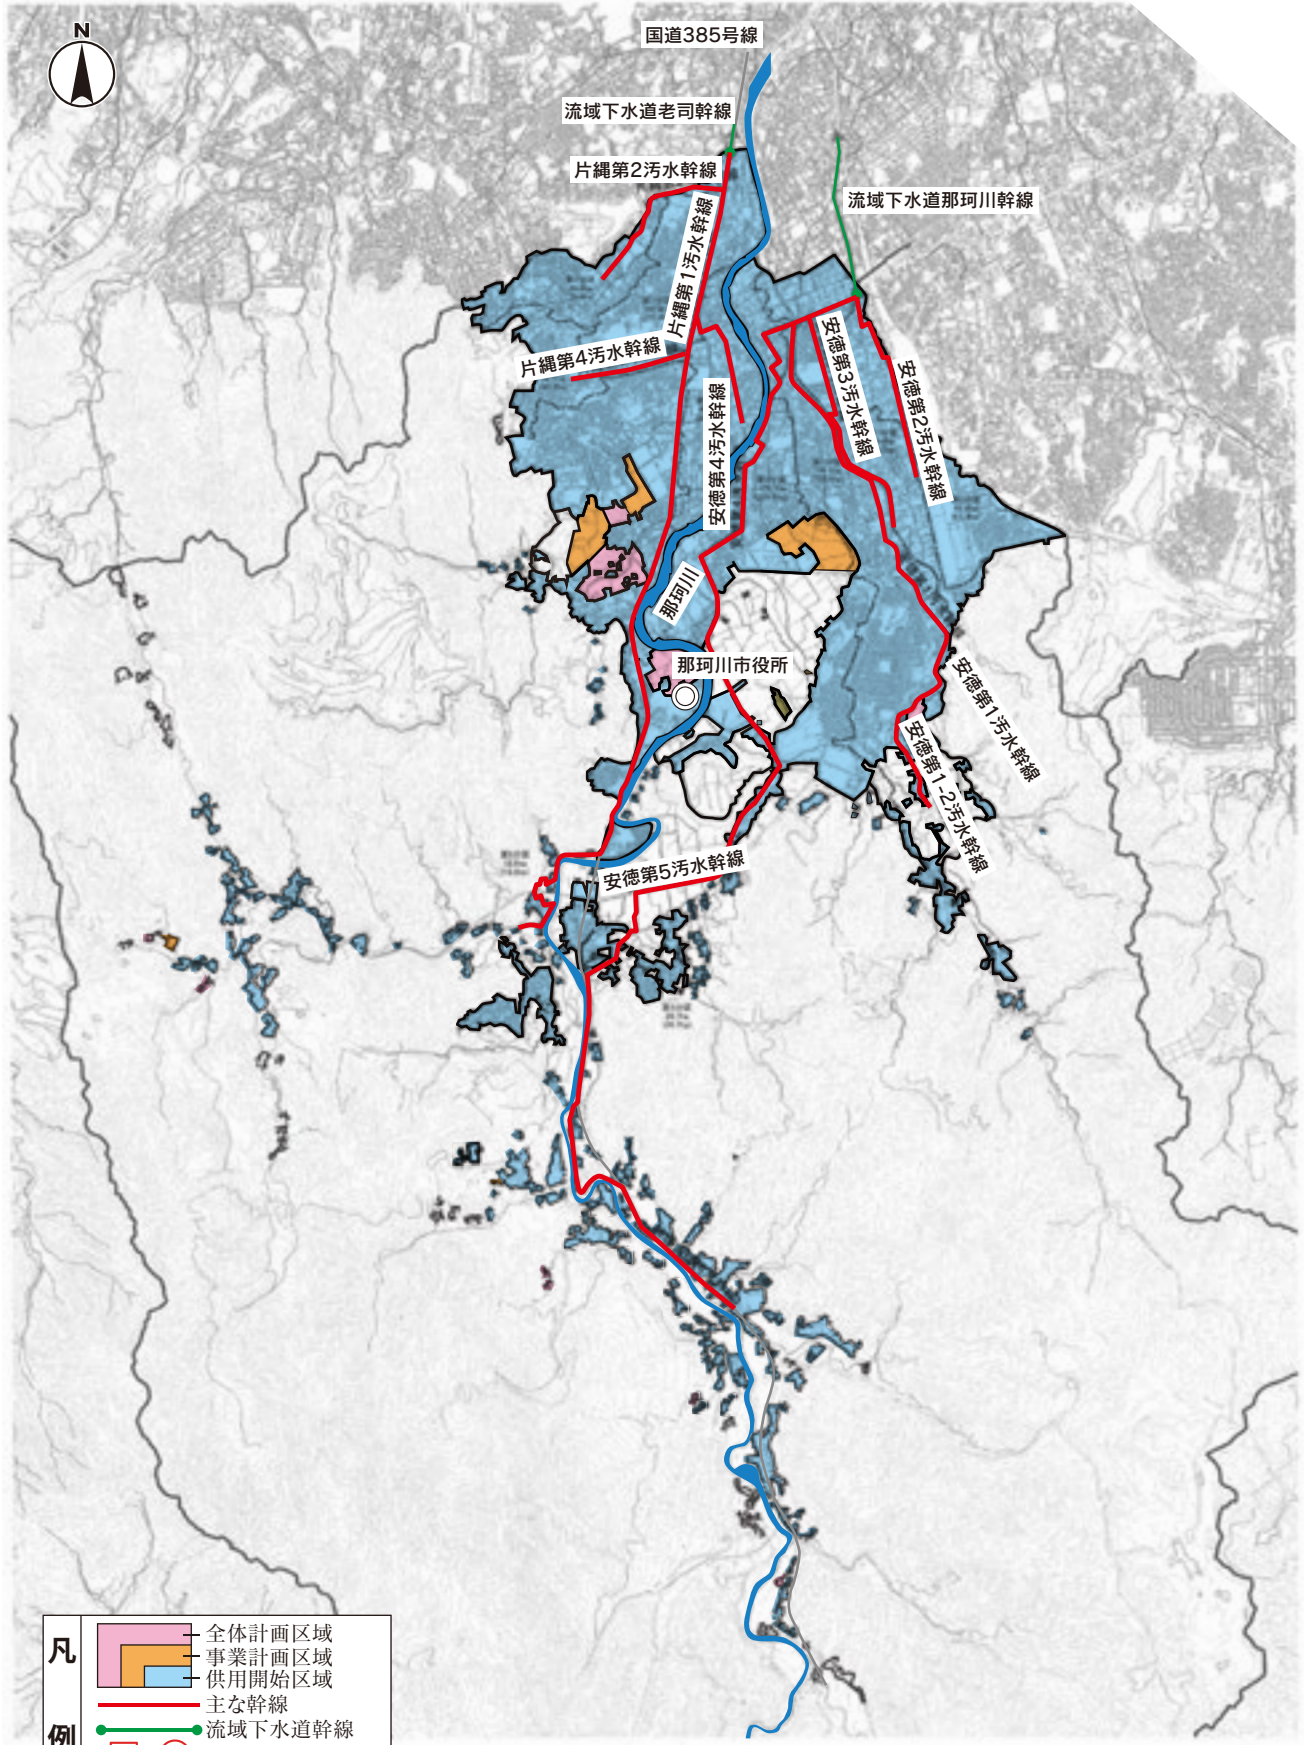 N
国道385号線
流域下水道老司幹線
片縄第2汚水幹線
流域下水道那珂川幹線
片縄第1汚水幹線
片縄第4汚水幹線
安徳第3汚水幹線
安徳第2汚水幹線
安徳第4汚水幹線
那珂川
那珂川市役所
安徳第1汚水幹線
安徳第1-2汚水幹線
安徳第5汚水幹線
凡例
全体計画区域
事業計画区域
供用開始区域
主な幹線
流域下水道幹線